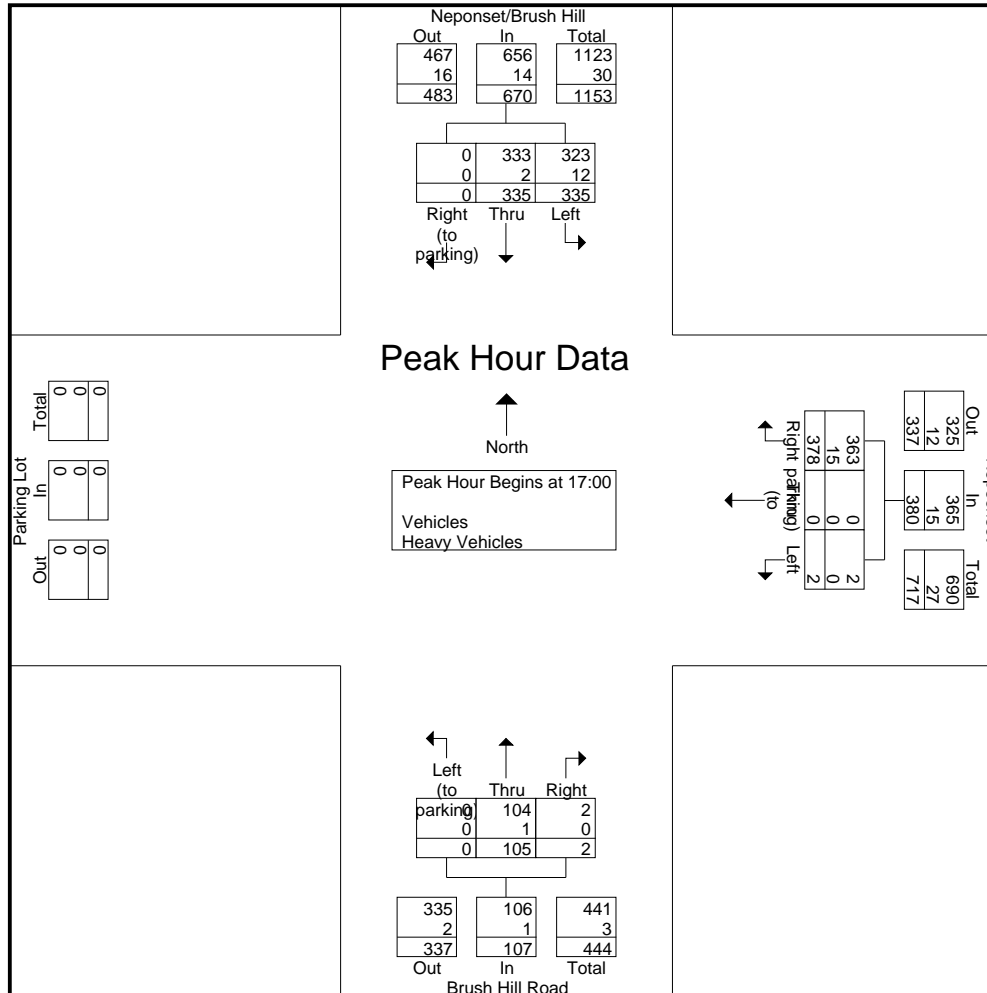 Neponset/Brush Hill
Out In Total
467 656 1123
16 14 30
483 670 1153
0 333 323
0 2 12
0 335 335
Right Thru Left
(to
parking)
Peak Hour Data
North
Peak Hour Begins at 17:00
Vehicles
Heavy Vehicles
Parking Lot
Out In Total
0 0 0
0 0 0
0 0 0
Out In Total
325 365 690
12 15 27
337 380 717
363 0 2
15 0 0
378 0 2
Right Left
(to
parking)
Left
(to Thru Right
parking)
0 104 2
0 1 0
0 105 2
335 106 441
2 1 3
337 107 444
Out In Total
Brush Hill Road